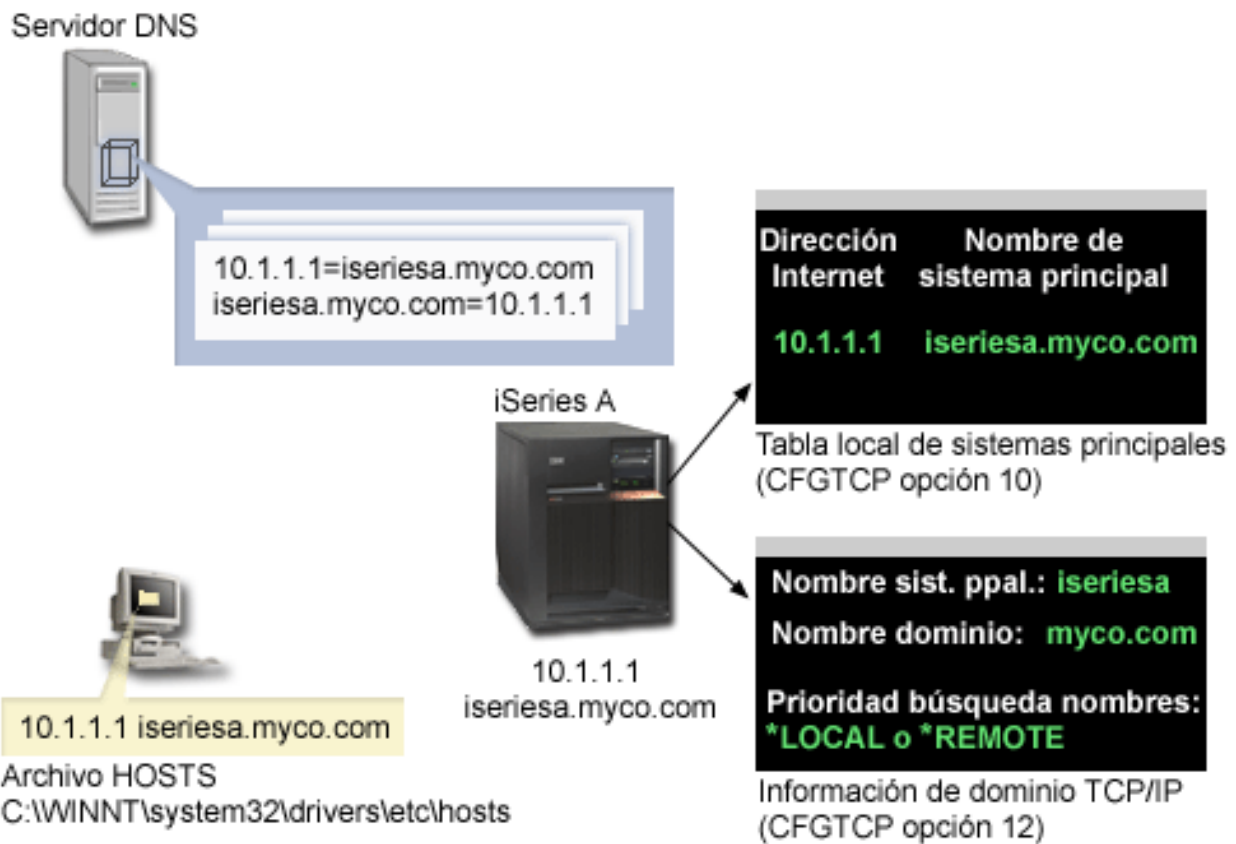 Servidor DNS
10.1.1.1=iseriesa.myco.com
iseriesa.myco.com=10.1.1.1
Dirección Nombre de
Internet sistema principal
10.1.1.1 iseriesa.myco.com
Tabla local de sistemas principales
(CFGTCP opción 10)
iSeries A
10.1.1.1
iseriesa.myco.com
Nombre sist. ppal.: iseriesa
Nombre dominio: myco.com
Prioridad búsqueda nombres:
*LOCAL o *REMOTE
Información de dominio TCP/IP
(CFGTCP opción 12)
10.1.1.1 iseriesa.myco.com
Archivo HOSTS
C:\WINNT\system32\drivers\etc\hosts